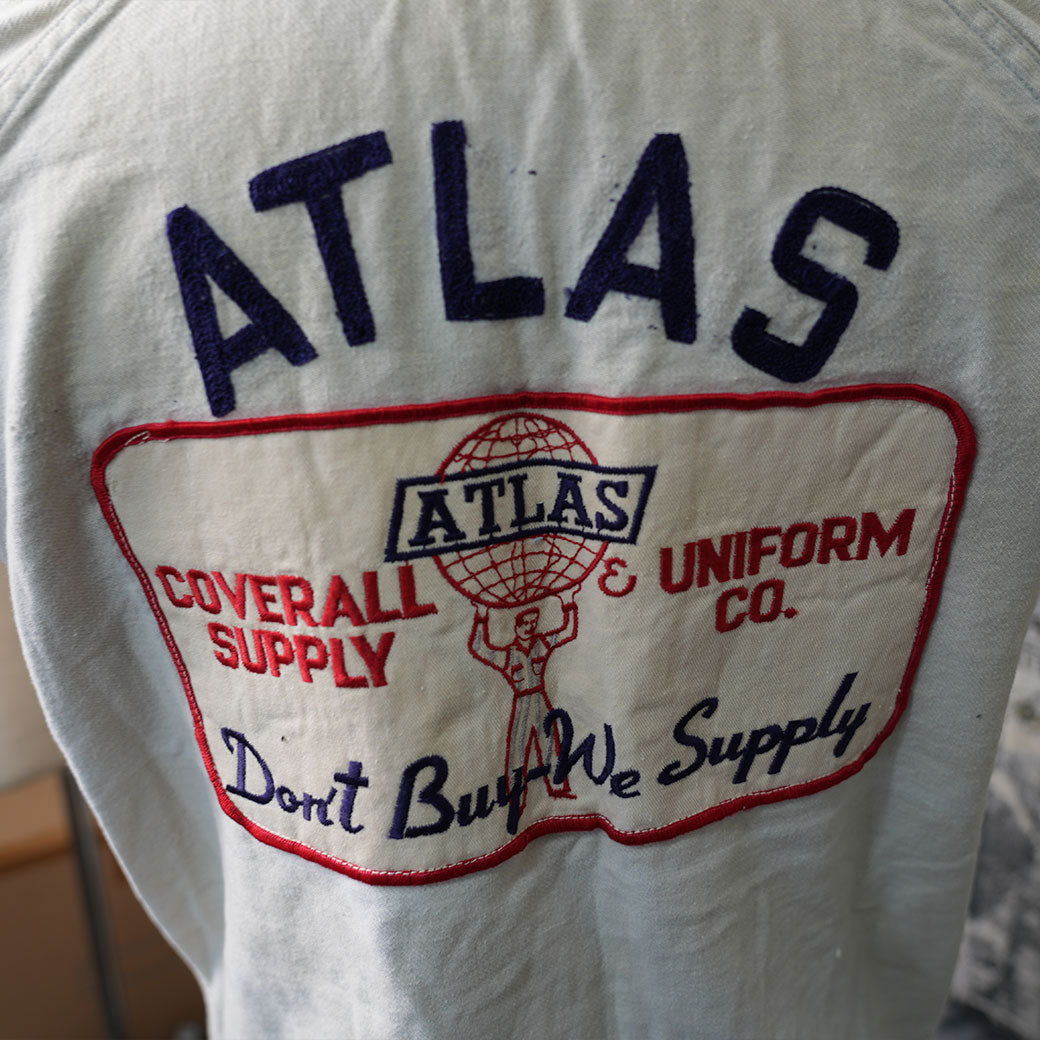 ATLAS
ATLAS
COVERALL & UNIFORM
SUPPLY CO.
Don't Buy-We Supply